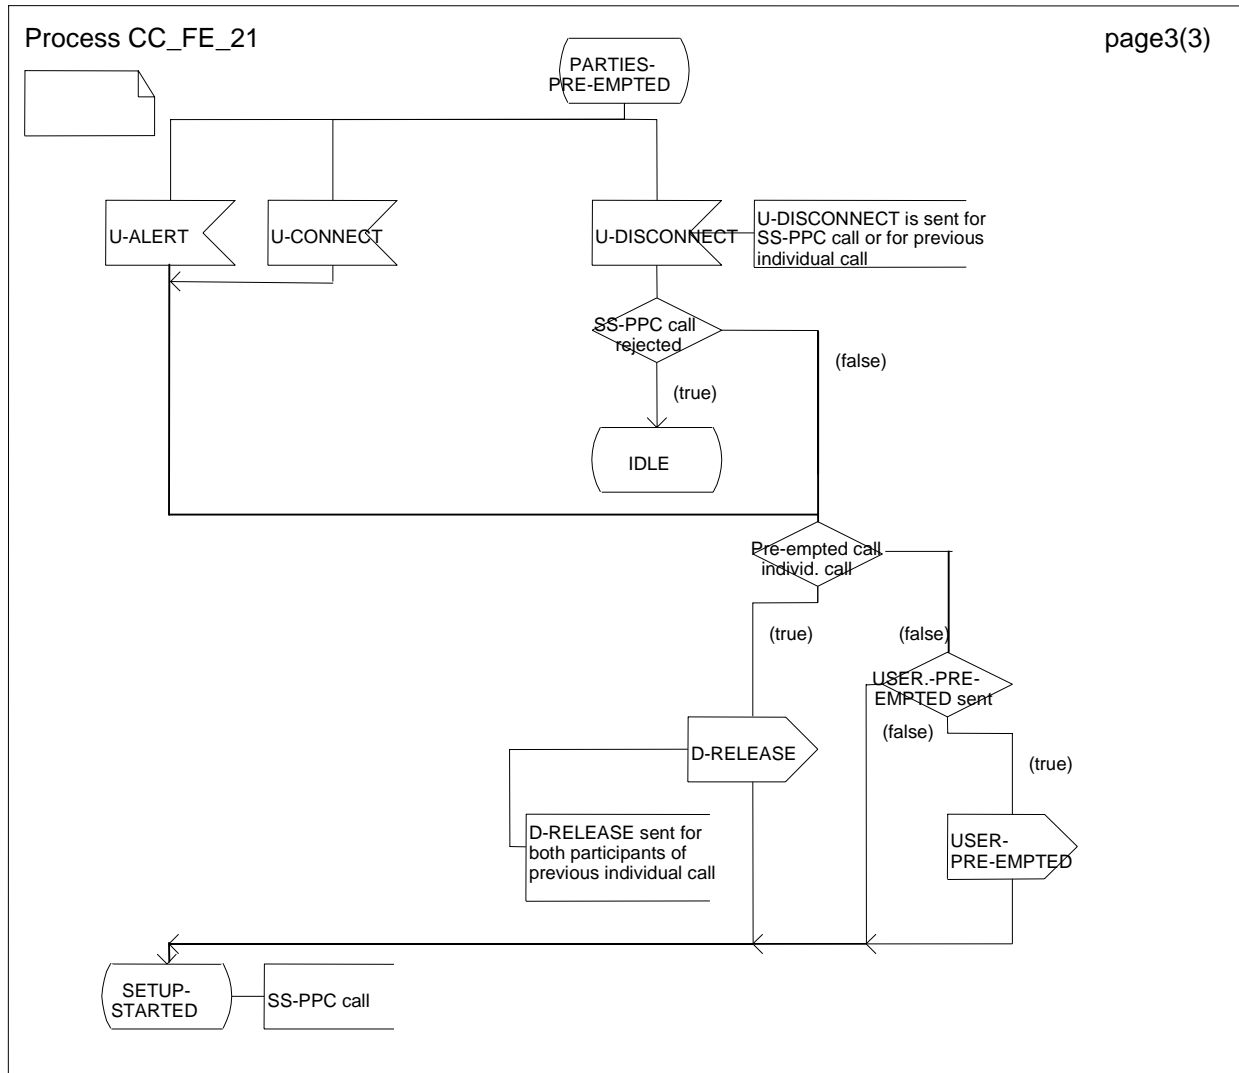 Process CC_FE_21
page3(3)
PARTIES-
PRE-EMPTED
U-ALERT
U-CONNECT
U-DISCONNECT
U-DISCONNECT is sent for
SS-PPC call or for previous
individual call
SS-PPC call
rejected
(false)
(true)
IDLE
Pre-empted call
individ. call
(true)
(false)
USER.-PRE-
EMPTED sent
(false)
(true)
D-RELEASE
D-RELEASE sent for
both participants of
previous individual call
USER-
PRE-EMPTED
SETUP-
STARTED
SS-PPC call